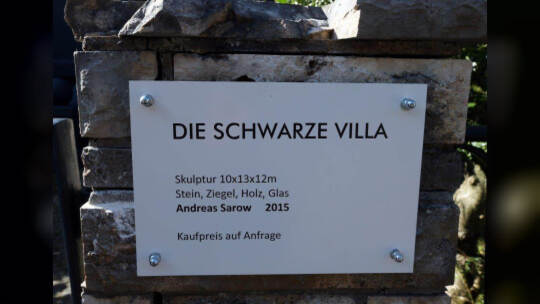 DIE SCHWARZE VILLA
Skulptur 10x13x12m
Stein, Ziegel, Holz, Glas
Andreas Sarow 2015
Kaufpreis auf Anfrage